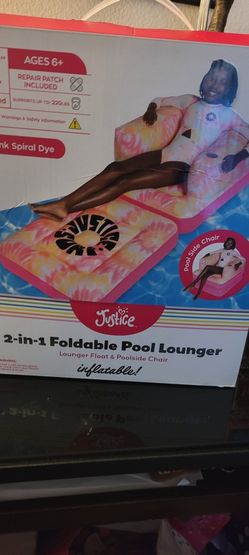 AGES 6+
REPAIR PATCH
INCLUDED
SUPPORTS UP TO 220LBS
Warnings & Safety Information
nk Spiral Dye
JUSTICE
Pool Side Chair
Justice
2-in-1 Foldable Pool Lounger
Lounger Float & Poolside Chair
inflatable!